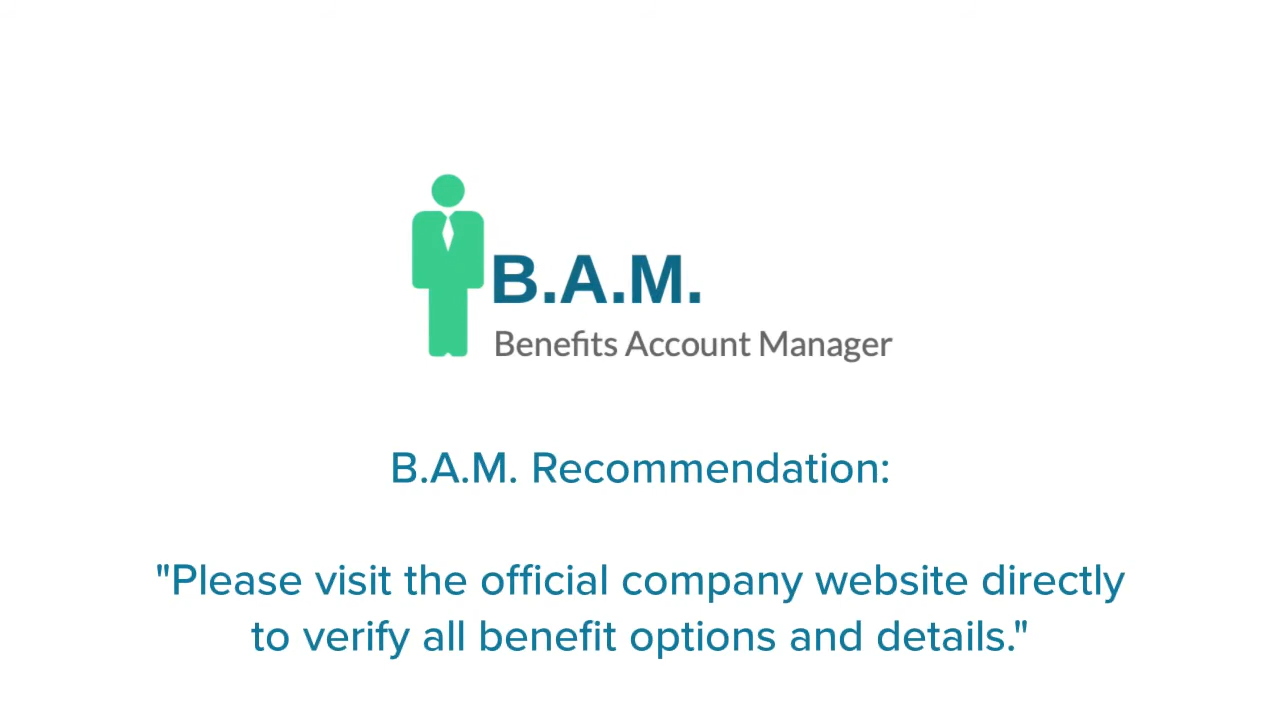 B.A.M.
Benefits Account Manager
B.A.M. Recommendation:
"Please visit the official company website directly
to verify all benefit options and details."